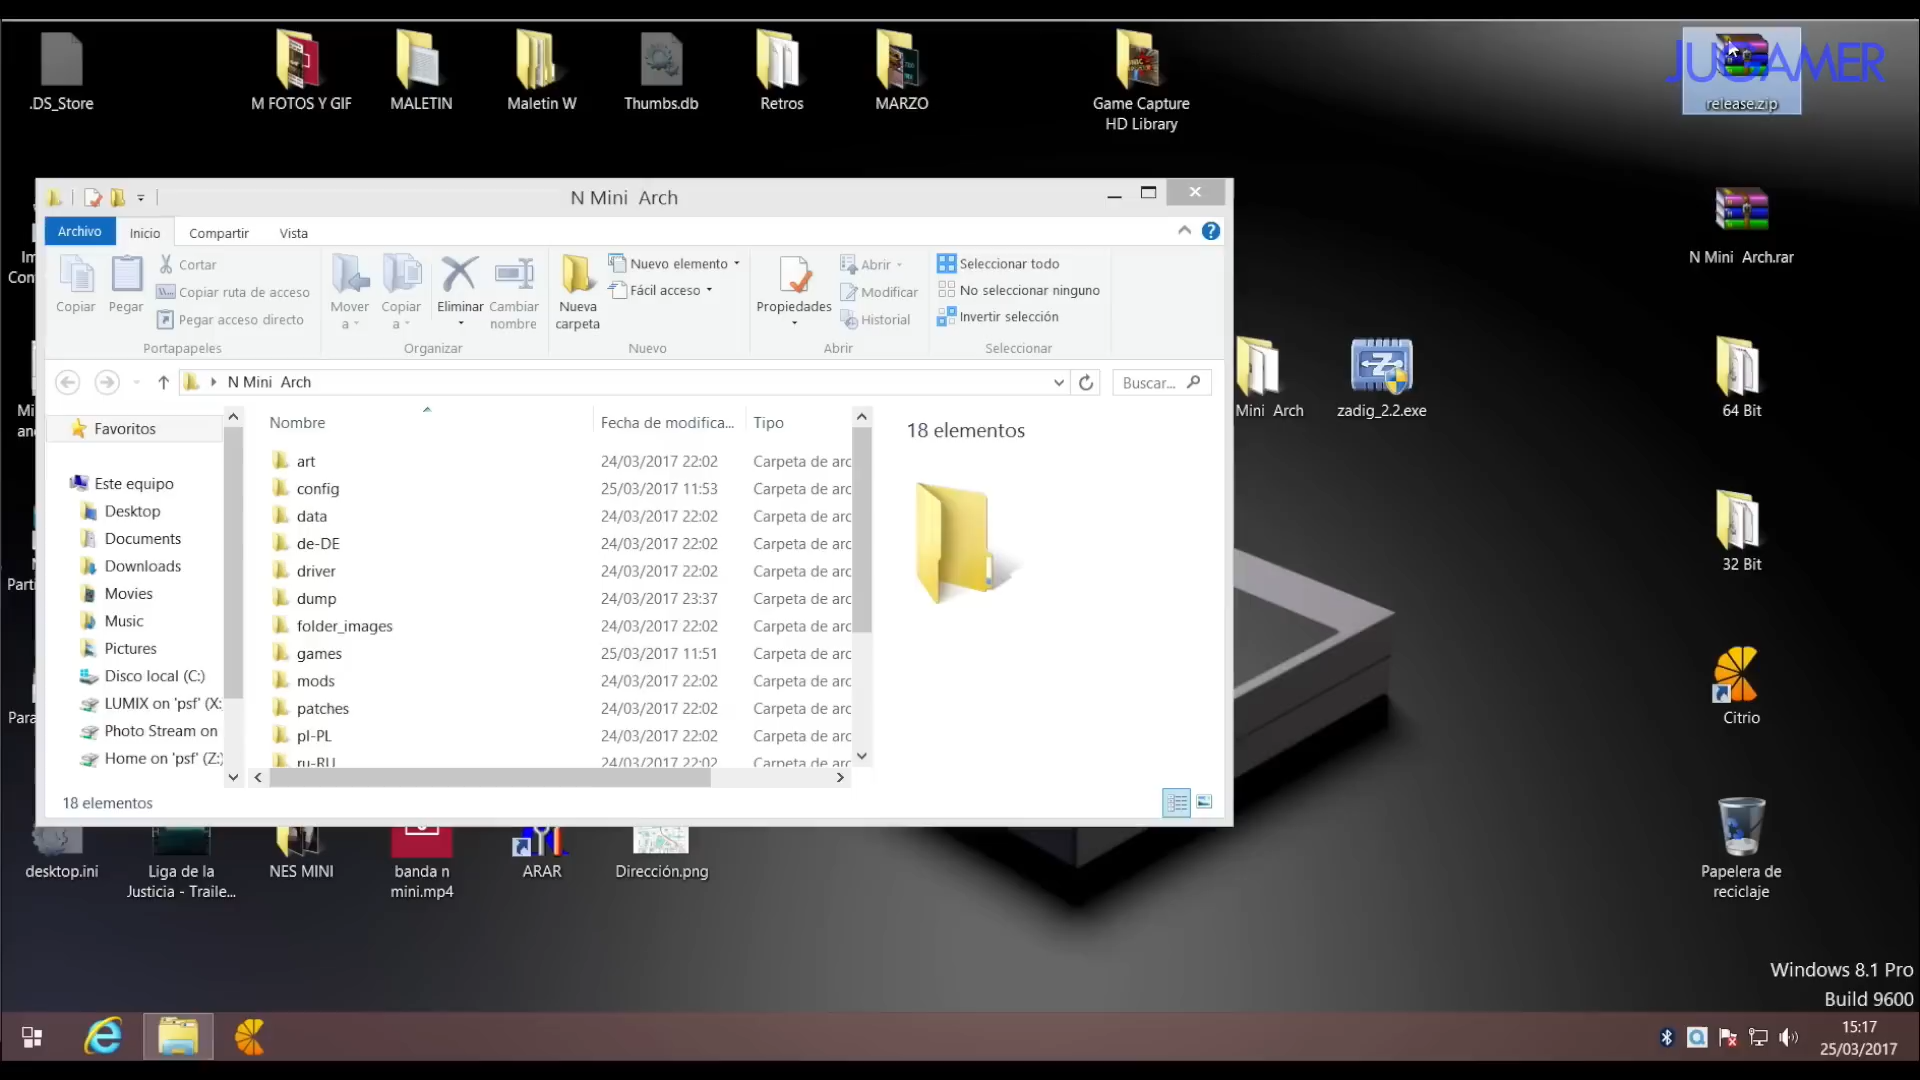 .DS_Store
M FOTOS Y GIF
MALETIN
Maletin W
Thumbs.db
Retros
MARZO
Game Capture
HD Library
JUGAMER
release.zip
N Mini  Arch
Archivo
Inicio
Compartir
Vista
Copiar
Pegar
Cortar
Copiar ruta de acceso
Pegar acceso directo
Portapapeles
Mover
a
Copiar
a
Eliminar
Cambiar
nombre
Organizar
Nueva
carpeta
Nuevo elemento
Fácil acceso
Nuevo
Propiedades
Abrir
Modificar
Historial
Abrir
Seleccionar todo
No seleccionar ninguno
Invertir selección
Seleccionar
N Mini  Arch
Buscar...
Favoritos
Este equipo
Desktop
Documents
Downloads
Movies
Music
Pictures
Disco local (C:)
LUMIX on 'psf' (X:
Photo Stream on
Home on 'psf' (Z:)
Nombre
Fecha de modifica...
Tipo
art 24/03/2017 22:02 Carpeta de arc
config 25/03/2017 11:53 Carpeta de arc
data 24/03/2017 22:02 Carpeta de arc
de-DE 24/03/2017 22:02 Carpeta de arc
driver 24/03/2017 22:02 Carpeta de arc
dump 24/03/2017 23:37 Carpeta de arc
folder_images 24/03/2017 22:02 Carpeta de arc
games 25/03/2017 11:51 Carpeta de arc
mods 24/03/2017 22:02 Carpeta de arc
patches 24/03/2017 22:02 Carpeta de arc
pl-PL 24/03/2017 22:02 Carpeta de arc
ru-RU 24/03/2017 22:02 Carpeta de arc
18 elementos
18 elementos
Im
Con
Mi
an
Parti
Para
N Mini  Arch.rar
Mini  Arch
zadig_2.2.exe
64 Bit
32 Bit
Citrio
Papelera de
reciclaje
desktop.ini
Liga de la
Justicia - Traile...
NES MINI
banda n
mini.mp4
ARAR
Dirección.png
Windows 8.1 Pro
Build 9600
15:17
25/03/2017